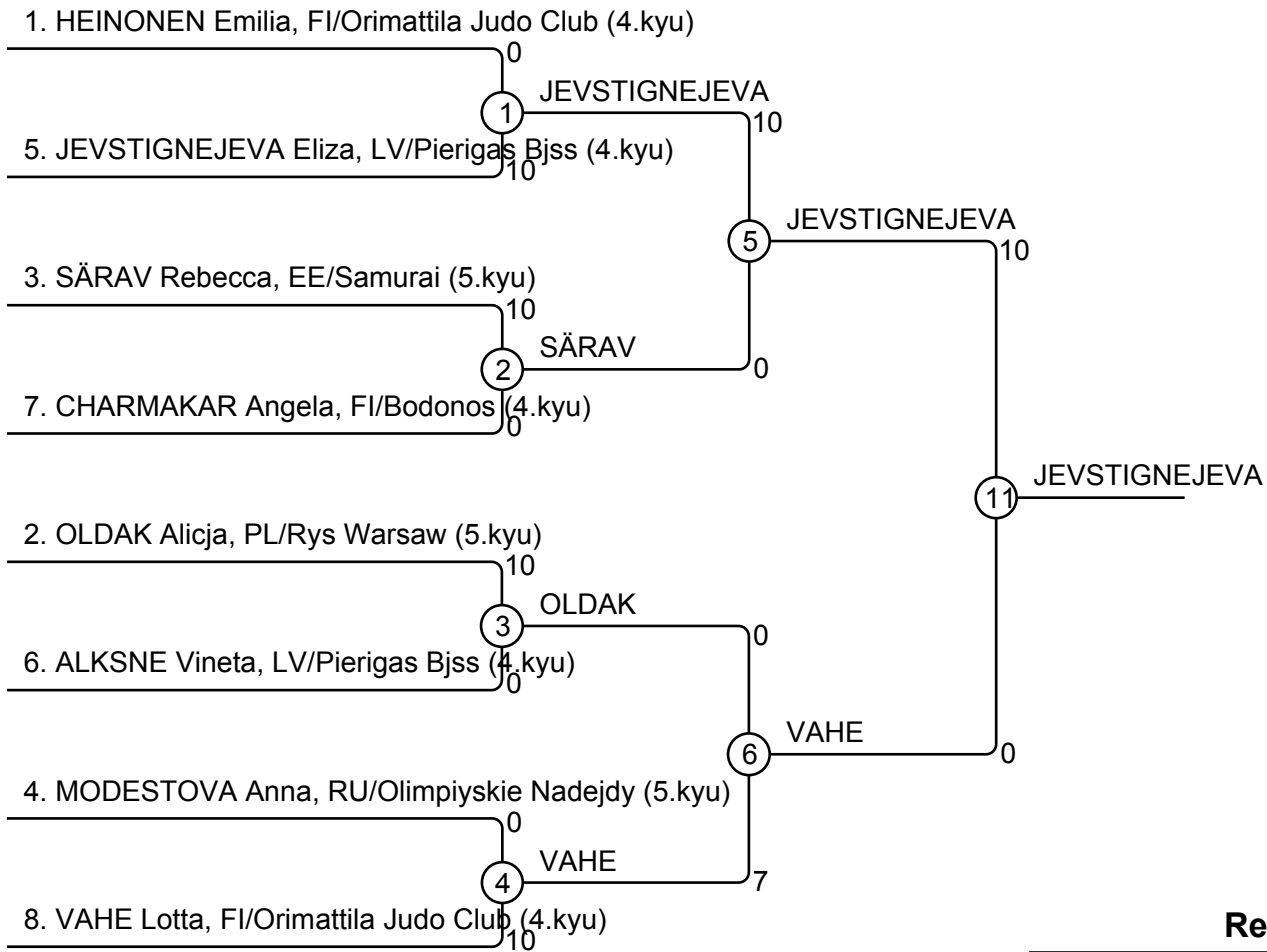 1. HEINONEN Emilia, FI/Orimattila Judo Club (4.kyu)
0
1
JEVSTIGNEJEVA
10
5. JEVSTIGNEJEVA Eliza, LV/Pierigas Bjss (4.kyu)
10
5
JEVSTIGNEJEVA
10
3. SÄRAV Rebecca, EE/Samurai (5.kyu)
10
2
SÄRAV
0
7. CHARMAKAR Angela, FI/Bodonos (4.kyu)
0
11
JEVSTIGNEJEVA
2. OLDAK Alicja, PL/Rys Warsaw (5.kyu)
10
3
OLDAK
0
6. ALKSNE Vineta, LV/Pierigas Bjss (4.kyu)
0
6
VAHE
0
4. MODESTOVA Anna, RU/Olimpiyskie Nadejdy (5.kyu)
0
4
VAHE
7
8. VAHE Lotta, FI/Orimattila Judo Club (4.kyu)
10
Re